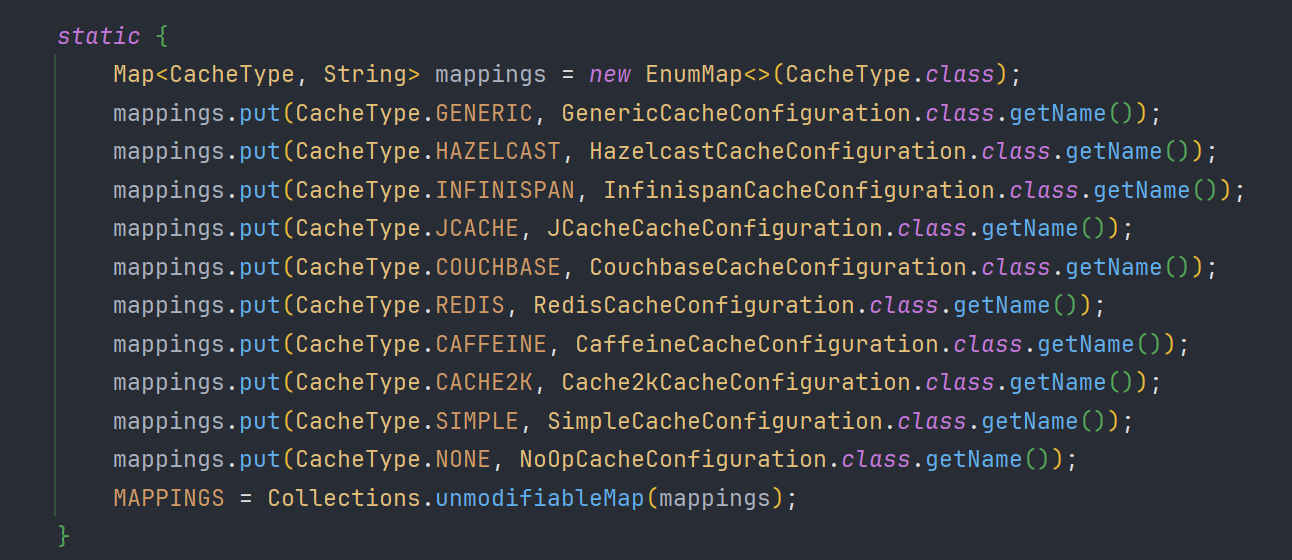 static {
    Map<CacheType, String> mappings = new EnumMap<>(CacheType.class);
    mappings.put(CacheType.GENERIC, GenericCacheConfiguration.class.getName());
    mappings.put(CacheType.HAZELCAST, HazelcastCacheConfiguration.class.getName());
    mappings.put(CacheType.INFINISPAN, InfinispanCacheConfiguration.class.getName());
    mappings.put(CacheType.JCACHE, JCacheCacheConfiguration.class.getName());
    mappings.put(CacheType.COUCHBASE, CouchbaseCacheConfiguration.class.getName());
    mappings.put(CacheType.REDIS, RedisCacheConfiguration.class.getName());
    mappings.put(CacheType.CAFFEINE, CaffeineCacheConfiguration.class.getName());
    mappings.put(CacheType.CACHE2K, Cache2kCacheConfiguration.class.getName());
    mappings.put(CacheType.SIMPLE, SimpleCacheConfiguration.class.getName());
    mappings.put(CacheType.NONE, NoOpCacheConfiguration.class.getName());
    MAPPINGS = Collections.unmodifiableMap(mappings);
}